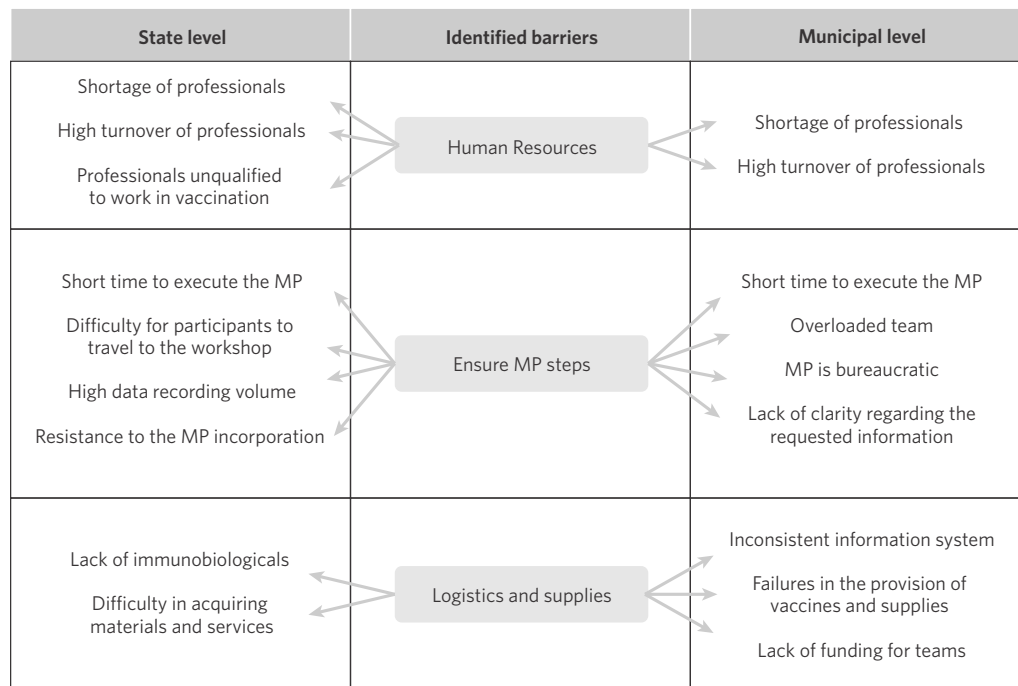 State level
Identified barriers
Municipal level
Shortage of professionals
High turnover of professionals
Professionals unqualified
to work in vaccination
Human Resources
Shortage of professionals
High turnover of professionals
Short time to execute the MP
Difficulty for participants to
travel to the workshop
High data recording volume
Resistance to the MP incorporation
Ensure MP steps
Short time to execute the MP
Overloaded team
MP is bureaucratic
Lack of clarity regarding the
requested information
Lack of immunobiologicals
Difficulty in acquiring
materials and services
Logistics and supplies
Inconsistent information system
Failures in the provision of
vaccines and supplies
Lack of funding for teams